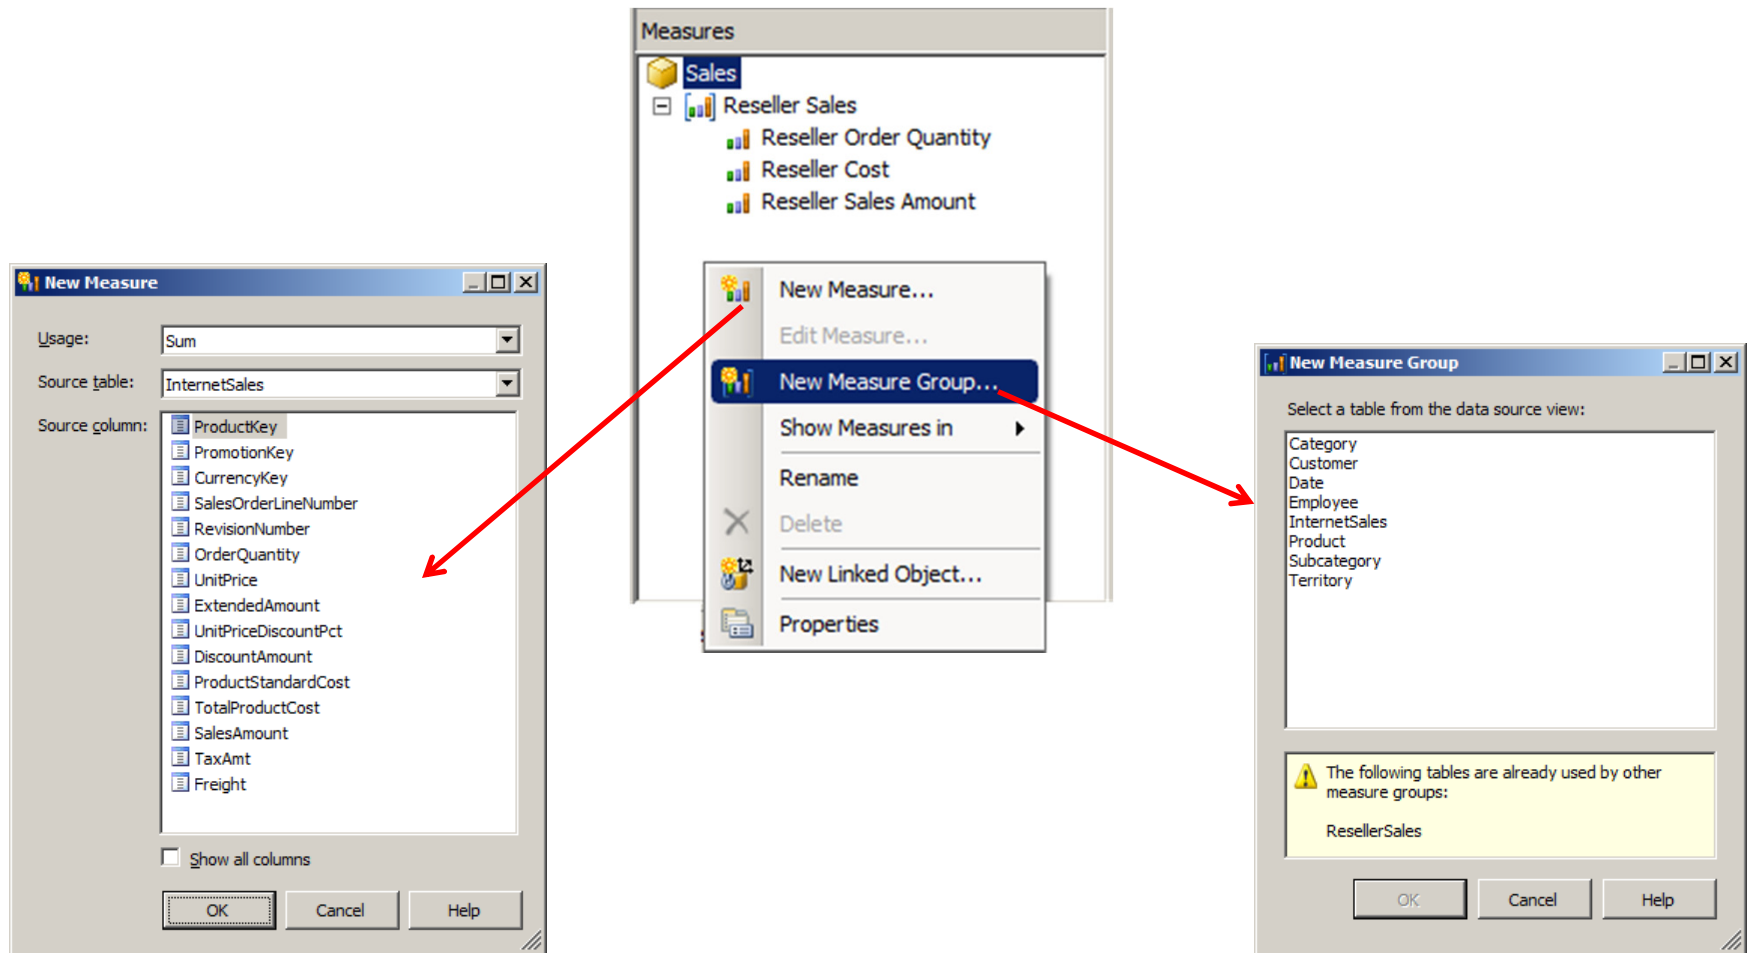 Measures
Sales
Reseller Sales
Reseller Order Quantity
Reseller Cost
Reseller Sales Amount
New Measure...
Edit Measure...
New Measure Group...
Show Measures in
Rename
Delete
New Linked Object...
Properties
New Measure
Usage:
Sum
Source table:
InternetSales
Source column:
ProductKey
PromotionKey
CurrencyKey
SalesOrderLineNumber
RevisionNumber
OrderQuantity
UnitPrice
ExtendedAmount
UnitPriceDiscountPct
DiscountAmount
ProductStandardCost
TotalProductCost
SalesAmount
TaxAmt
Freight
Show all columns
OK
Cancel
Help
New Measure Group
Select a table from the data source view:
Category
Customer
Date
Employee
InternetSales
Product
Subcategory
Territory
The following tables are already used by other
measure groups:
ResellerSales
OK
Cancel
Help